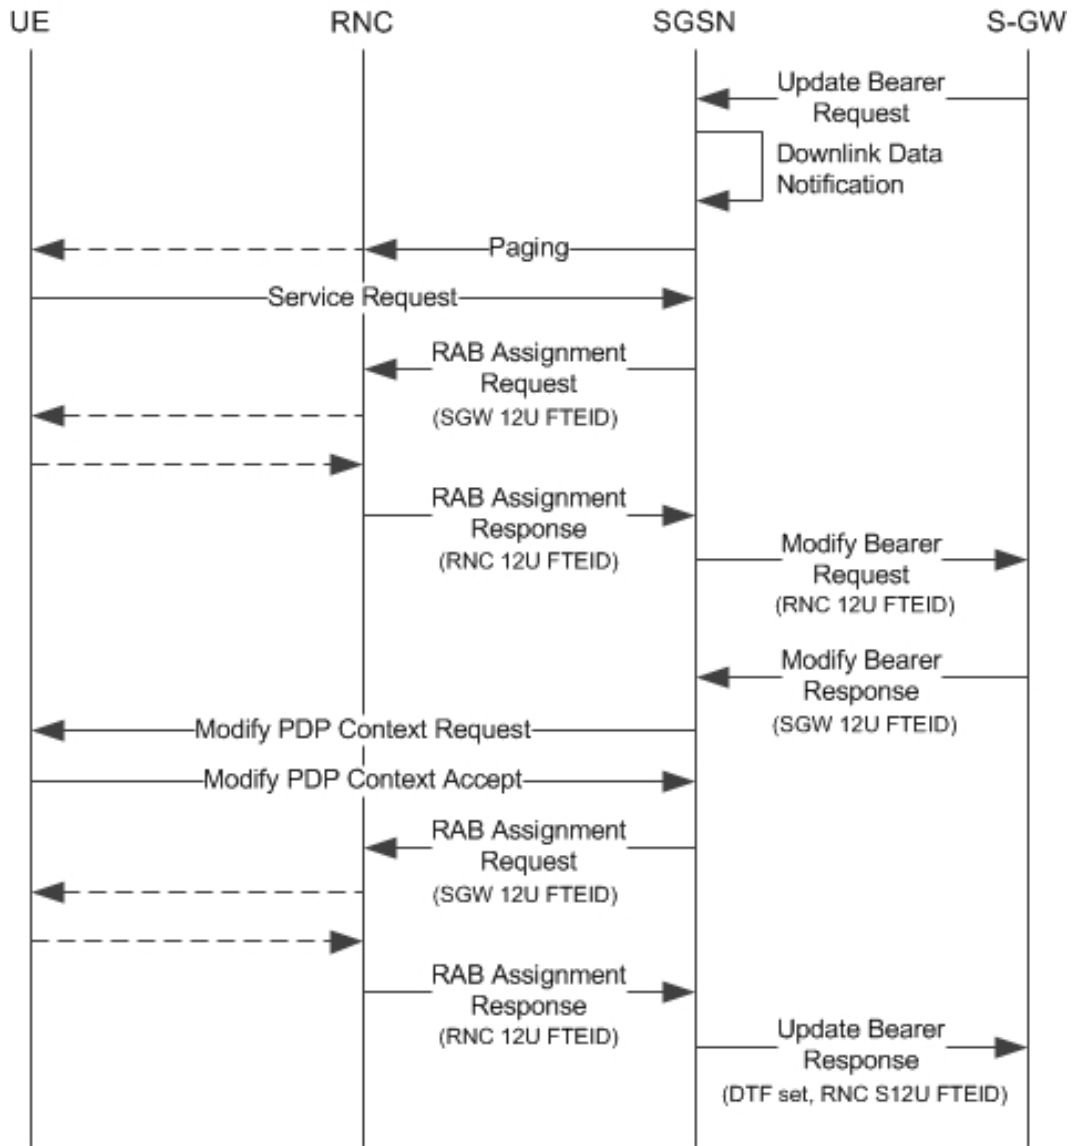 UE RNC SGSN S-GW
Update Bearer
Request
Downlink Data
Notification
Paging
Service Request
RAB Assignment
Request
(SGW 12U FTEID)
RAB Assignment
Response
(RNC 12U FTEID)
Modify Bearer
Request
(RNC 12U FTEID)
Modify Bearer
Response
(SGW 12U FTEID)
Modify PDP Context Request
Modify PDP Context Accept
RAB Assignment
Request
(SGW 12U FTEID)
RAB Assignment
Response
(RNC 12U FTEID)
Update Bearer
Response
(DTF set, RNC S12U FTEID)